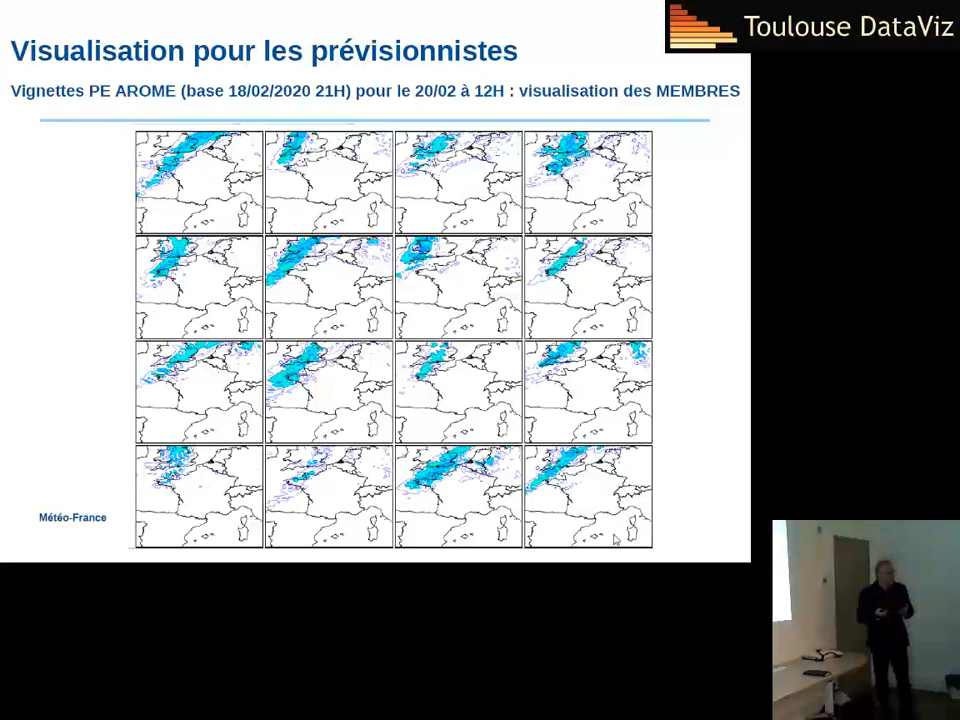 Toulouse DataViz
Visualisation pour les prévisionnistes
Vignettes PE AROME (base 18/02/2020 21H) pour le 20/02 à 12H : visualisation des MEMBRES
Météo-France